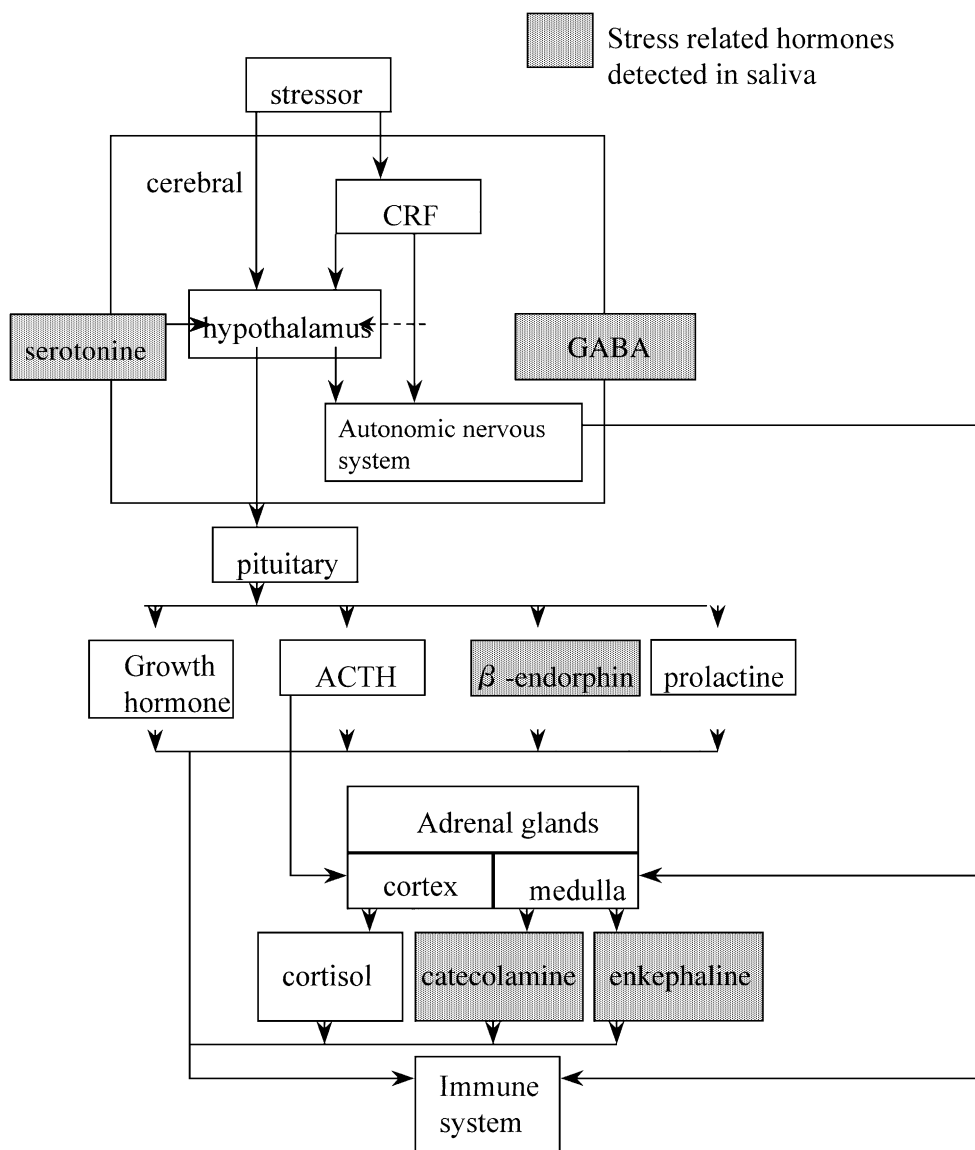 Stress related hormones
detected in saliva
stressor
cerebral
CRF
hypothalamus
serotonine
GABA
Autonomic nervous
system
pituitary
Growth
hormone
ACTH
β -endorphin
prolactine
Adrenal glands
cortex
medulla
cortisol
catecolamine
enkephaline
Immune
system